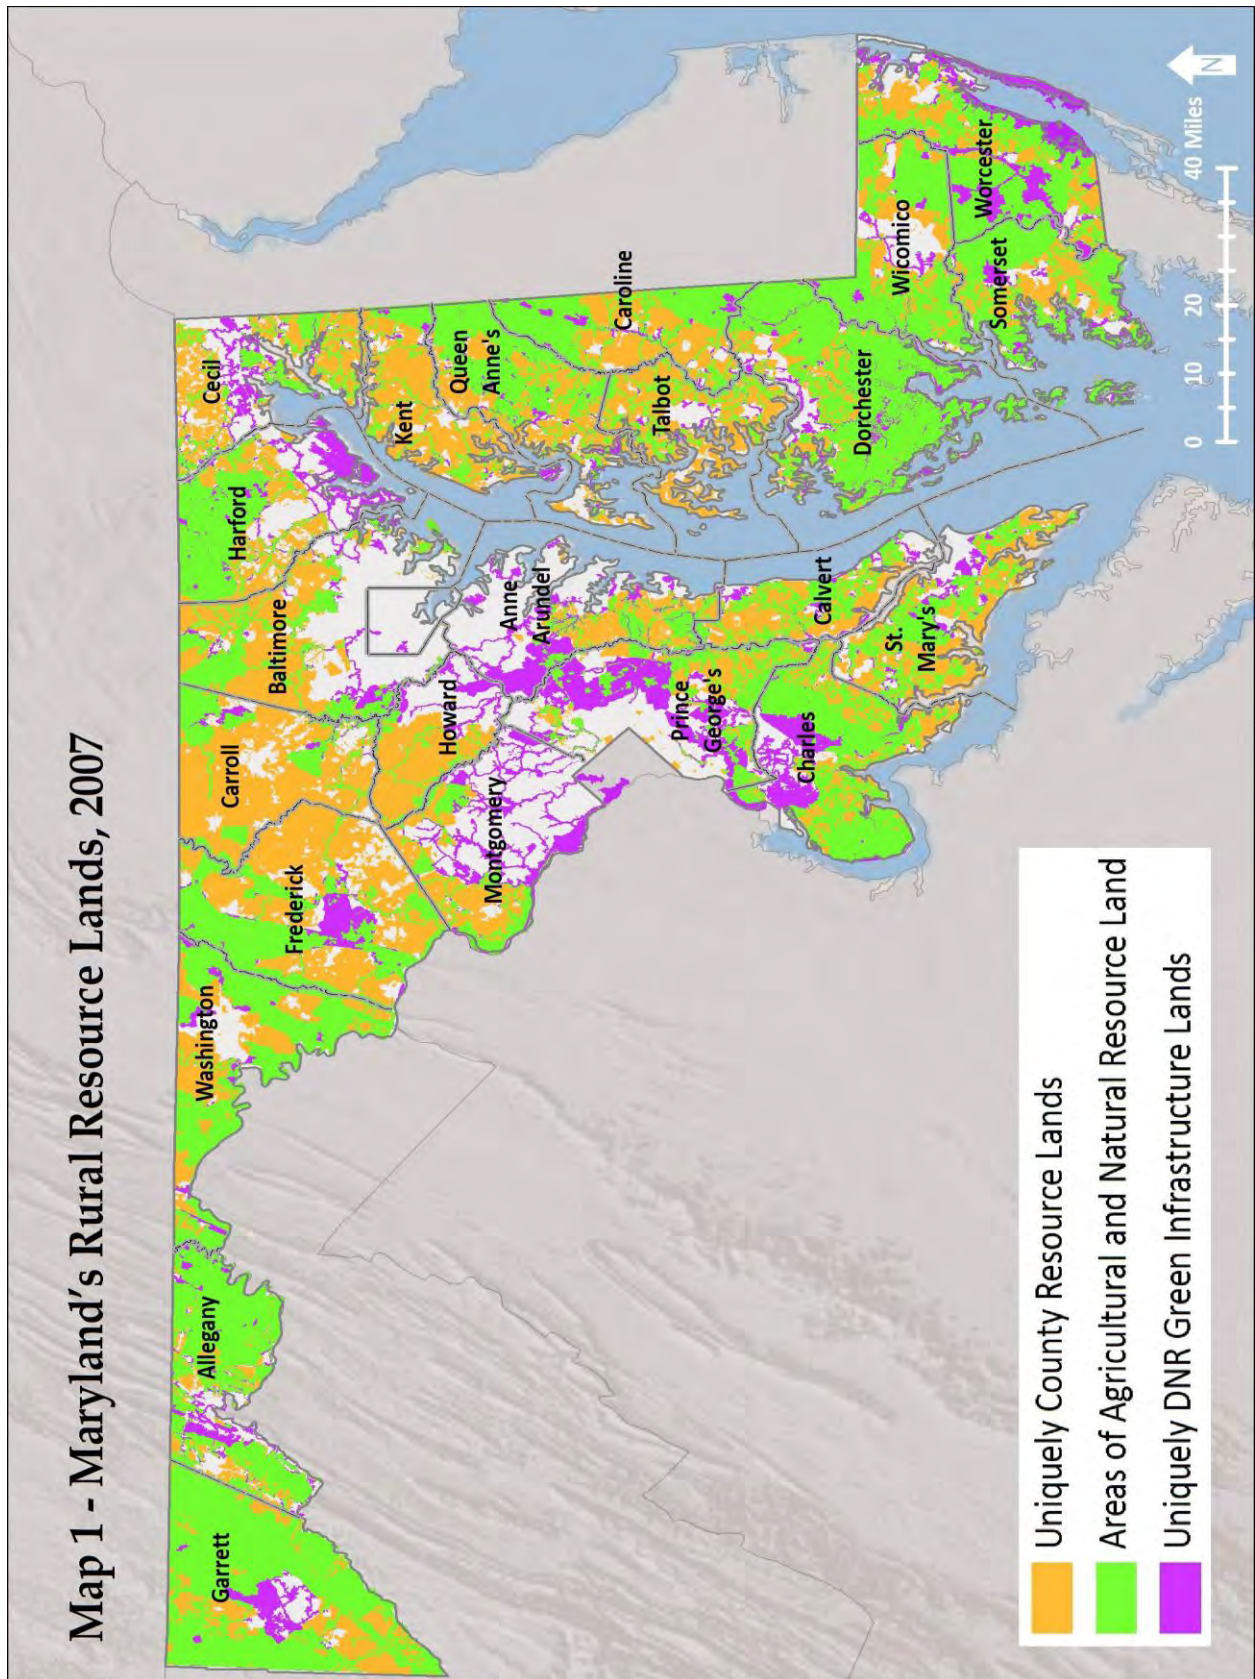 Map 1 - Maryland's Rural Resource Lands, 2007
Garrett
Allegany
Washington
Frederick
Carroll
Baltimore
Harford
Cecil
Kent
Queen
Anne's
Caroline
Talbot
Howard
Montgomery
Anne
Arundel
Prince
George's
Charles
Calvert
St.
Mary's
Dorchester
Wicomico
Somerset
Worcester
Uniquely County Resource Lands
Areas of Agricultural and Natural Resource Land
Uniquely DNR Green Infrastructure Lands
0 10 20 40 Miles
N